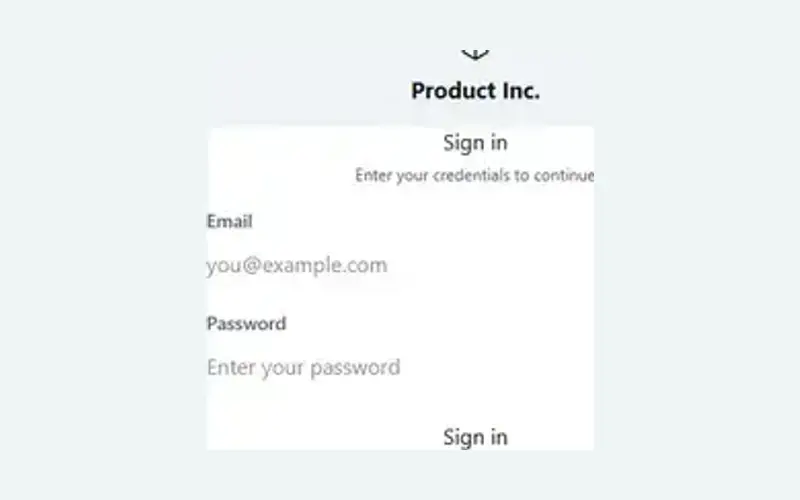 Product Inc.
Sign in
Enter your credentials to continue
Email
you@example.com
Password
Enter your password
Sign in